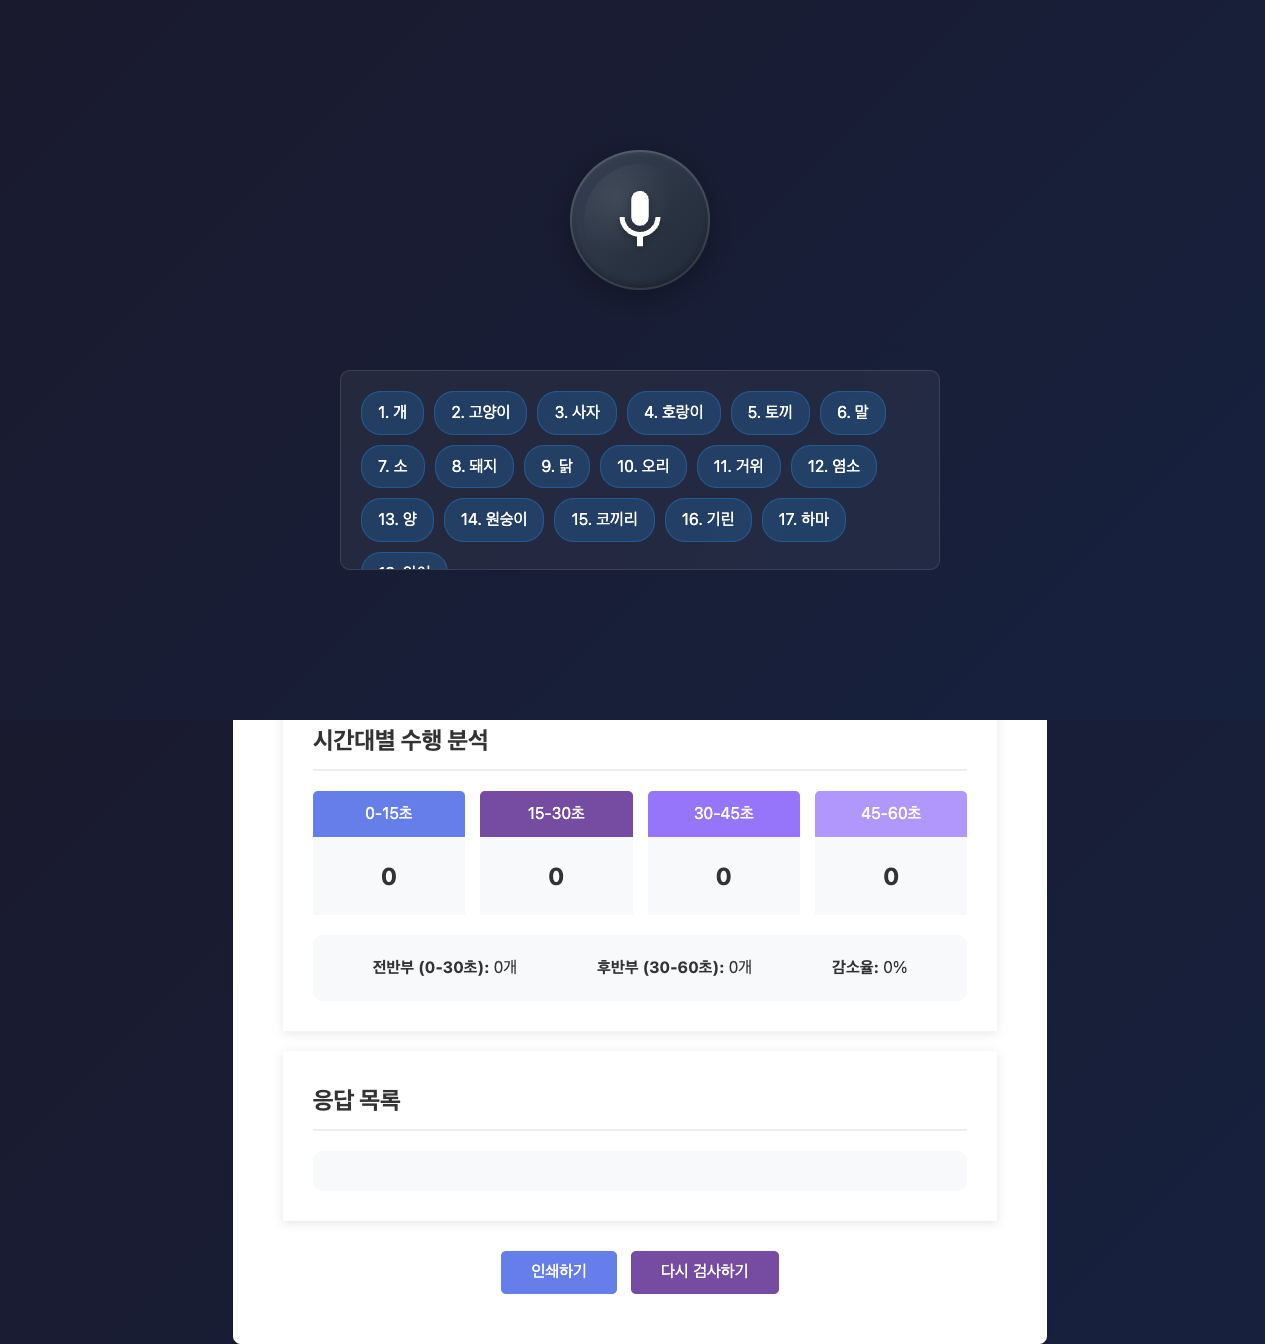 1. 개 2. 고양이 3. 사자 4. 호랑이 5. 토끼 6. 말
7. 소 8. 돼지 9. 닭 10. 오리 11. 거위 12. 염소
13. 양 14. 원숭이 15. 코끼리 16. 기린 17. 하마
시간대별 수행 분석
0-15초 15-30초 30-45초 45-60초
0 0 0 0
전반부 (0-30초): 0개 후반부 (30-60초): 0개 감소율: 0%
응답 목록
인쇄하기 다시 검사하기